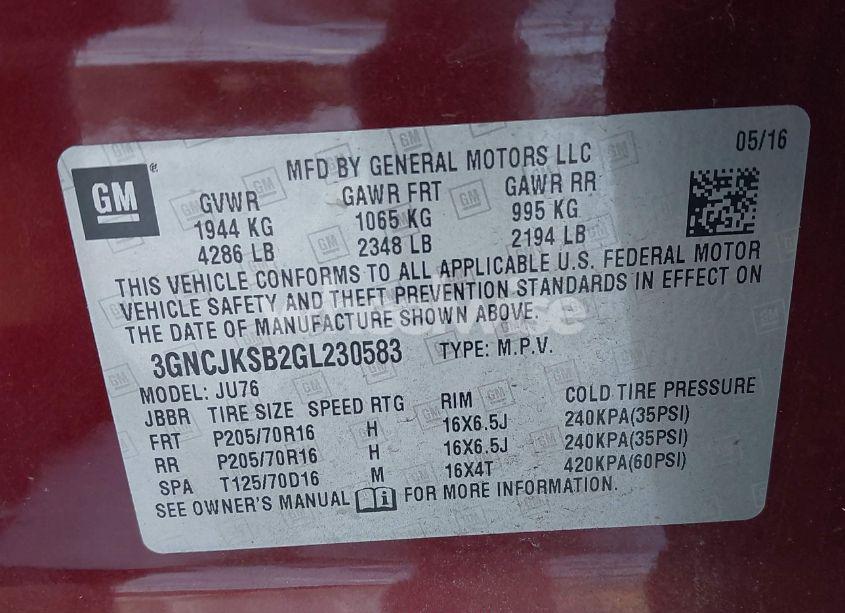 05/16
GM
MFD BY GENERAL MOTORS LLC
GVWR GAWR FRT GAWR RR
1944 KG 1065 KG 995 KG
4286 LB 2348 LB 2194 LB
THIS VEHICLE CONFORMS TO ALL APPLICABLE U.S. FEDERAL MOTOR
VEHICLE SAFETY AND THEFT PREVENTION STANDARDS IN EFFECT ON
THE DATE OF MANUFACTURE SHOWN ABOVE.
3GNCJKSB2GL230583 TYPE: M.P.V.
MODEL: JU76
JBBR TIRE SIZE SPEED RTG RIM COLD TIRE PRESSURE
FRT P205/70R16 H 16X6.5J 240KPA(35PSI)
RR P205/70R16 H 16X6.5J 240KPA(35PSI)
SPA T125/70D16 M 16X4T 420KPA(60PSI)
SEE OWNER'S MANUAL FOR MORE INFORMATION.